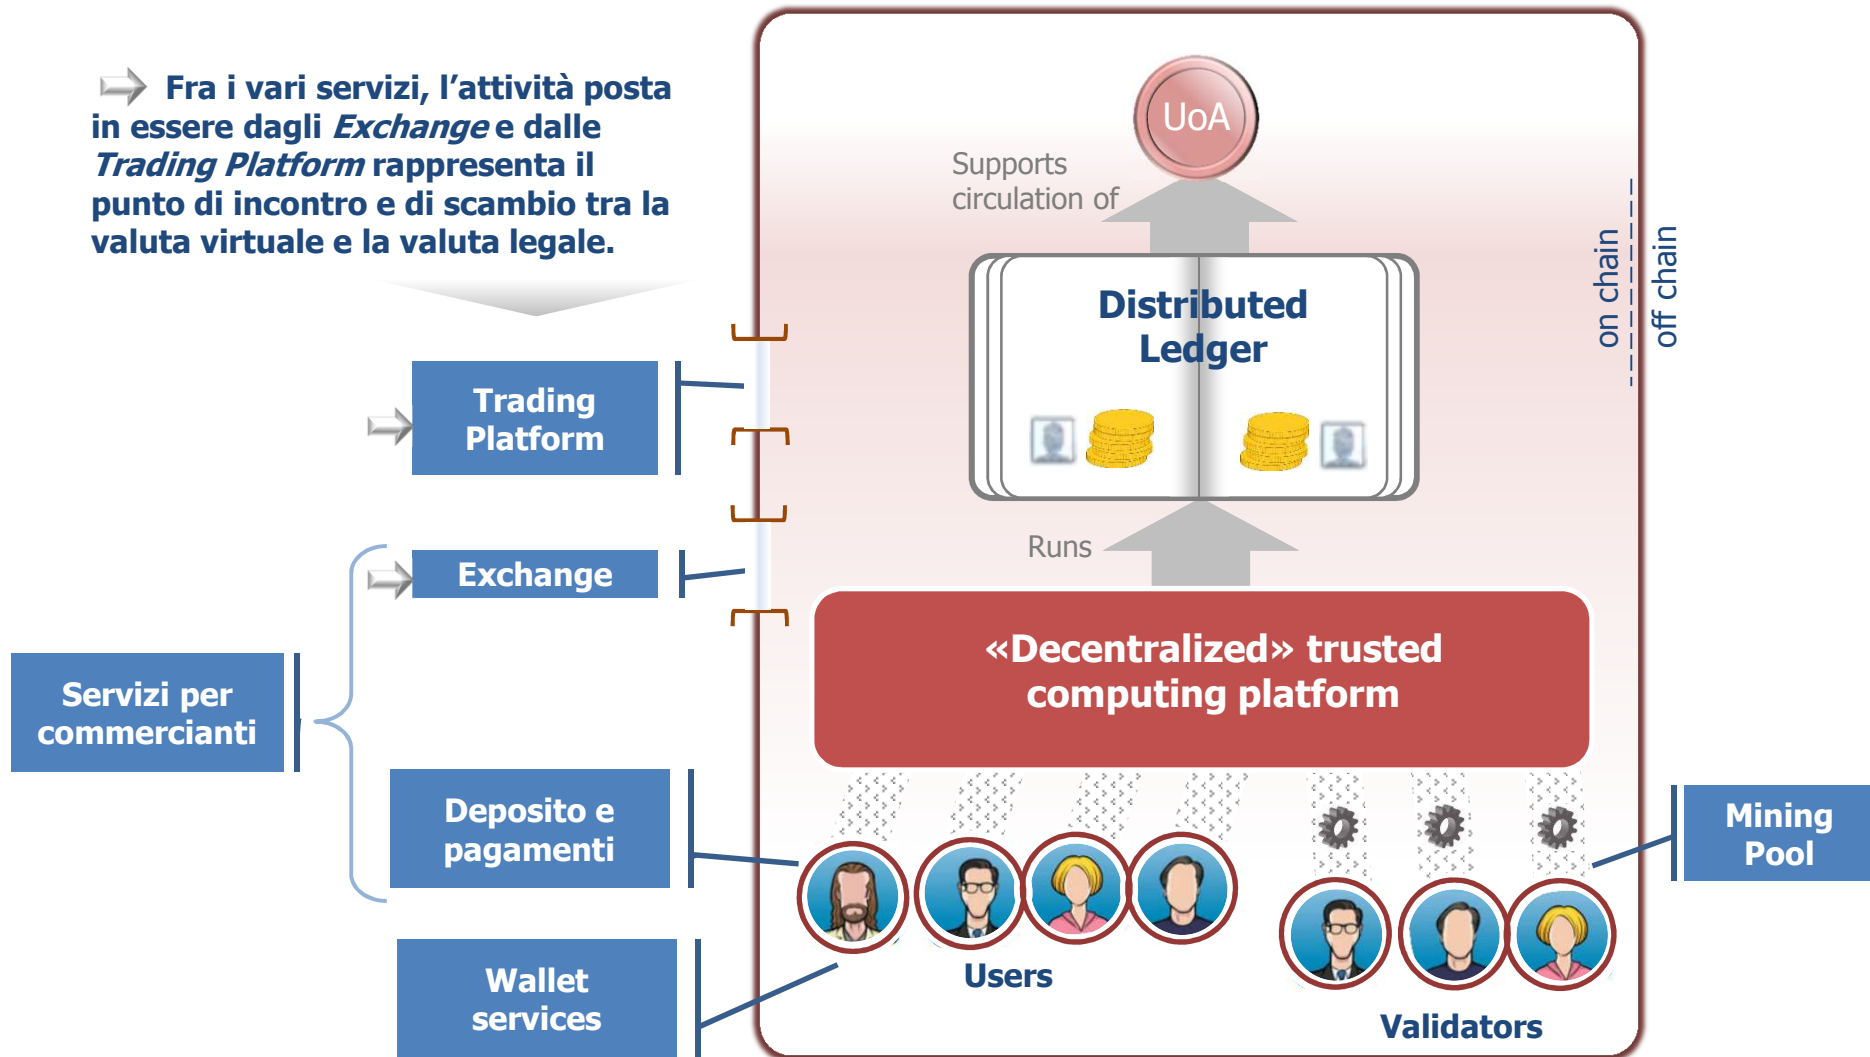 Fra i vari servizi, l’attività posta
in essere dagli Exchange e dalle
Trading Platform rappresenta il
punto di incontro e di scambio tra la
valuta virtuale e la valuta legale.
UoA
Supports
circulation of
on chain
off chain
Distributed
Ledger
Trading
Platform
Runs
Exchange
«Decentralized» trusted
computing platform
Servizi per
commercianti
Deposito e
pagamenti
Mining
Pool
Wallet
services
Users
Validators